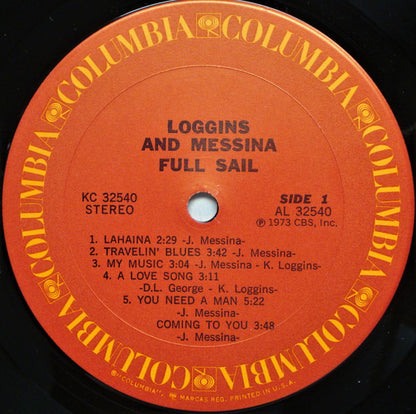 COLUMBIA COLUMBIA COLUMBIA COLUMBIA COLUMBIA COLUMBIA
LOGGINS
AND MESSINA
FULL SAIL
KC 32540
STEREO
SIDE 1
AL 32540
Ⓟ 1973 CBS, Inc.
1. LAHAINA 2:29 -J. Messina-
2. TRAVELIN' BLUES 3:42 -J. Messina-
3. MY MUSIC 3:04 -J. Messina - K. Loggins-
4. A LOVE SONG 3:11
-D.L. George - K. Loggins-
5. YOU NEED A MAN 5:22
-J. Messina-
COMING TO YOU 3:48
-J. Messina-
"COLUMBIA", MARCAS REG. PRINTED IN U.S.A.